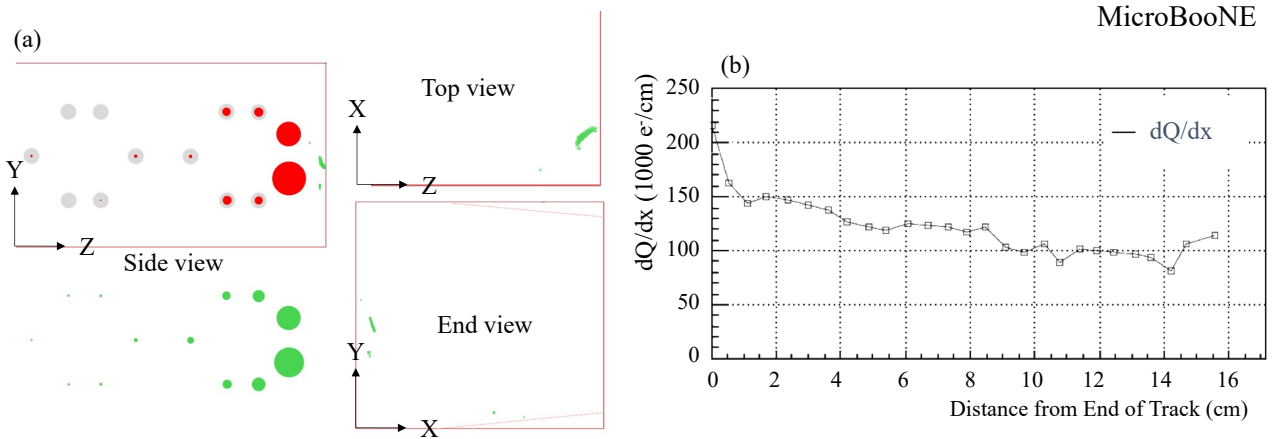 MicroBooNE
(a)
Y
Z
Side view
X
Top view
Z
Y
End view
X
(b)
dQ/dx (1000 e⁻/cm)
250
200
150
100
50
0
dQ/dx
0 2 4 6 8 10 12 14 16
Distance from End of Track (cm)